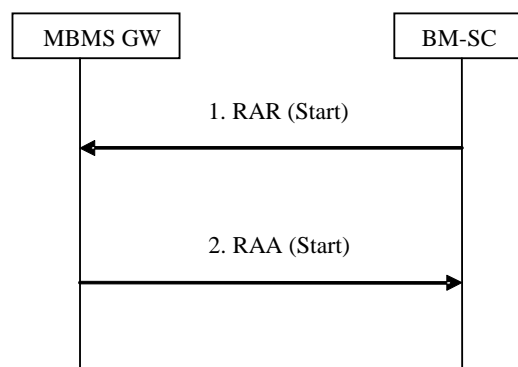 MBMS GW
BM-SC
1. RAR (Start)
2. RAA (Start)